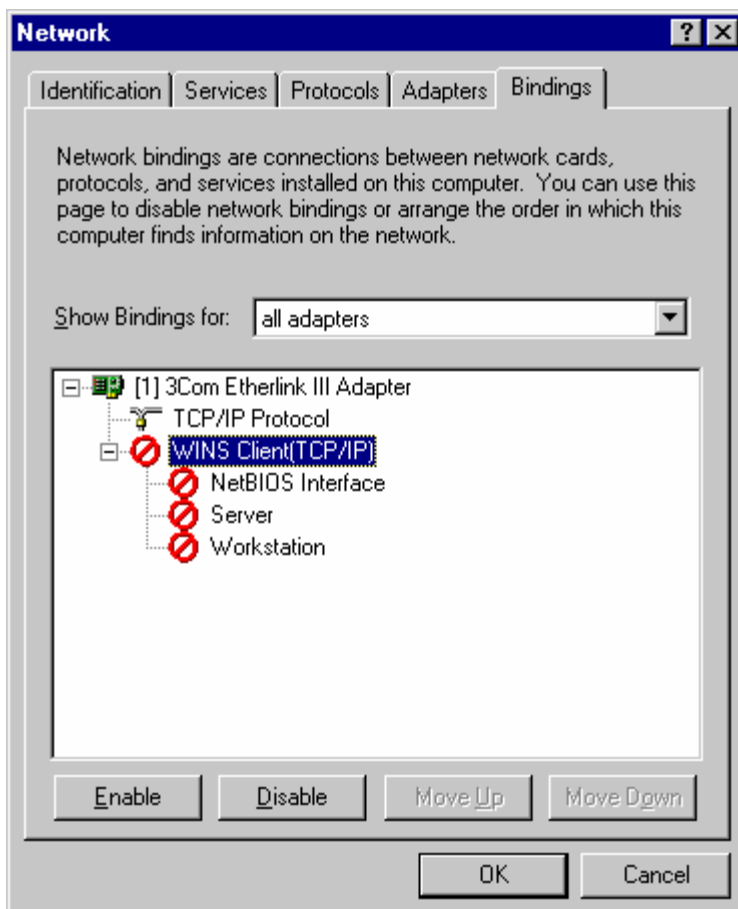 Network
Identification Services Protocols Adapters Bindings
Network bindings are connections between network cards,
protocols, and services installed on this computer. You can use this
page to disable network bindings or arrange the order in which this
computer finds information on the network.
Show Bindings for: all adapters
[1] 3Com Etherlink III Adapter
TCP/IP Protocol
WINS Client(TCP/IP)
NetBIOS Interface
Server
Workstation
Enable Disable Move Up Move Down
OK Cancel